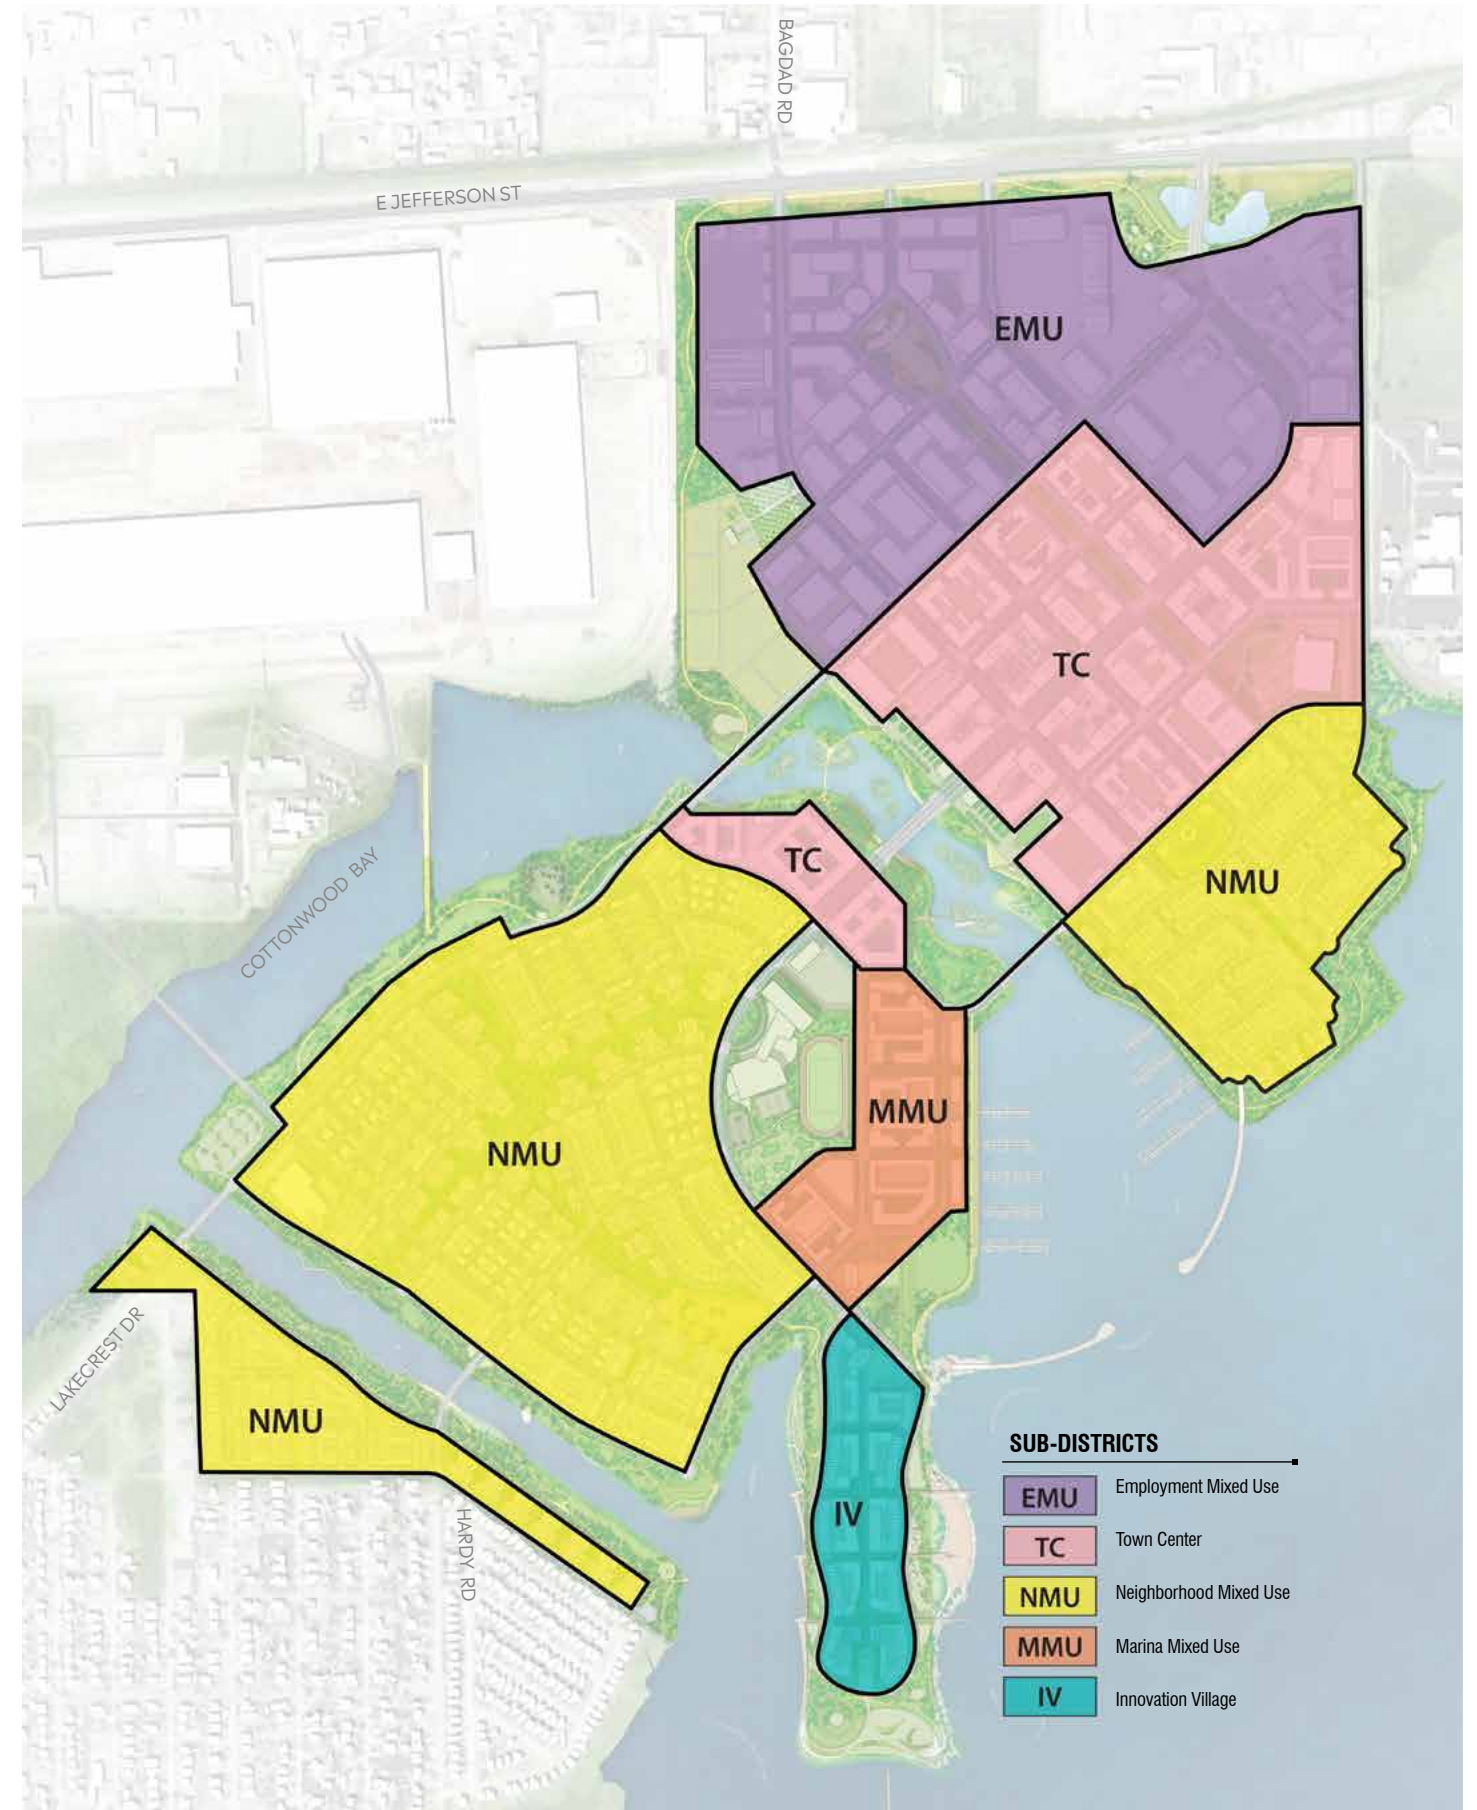 BAGDAD RD
E JEFFERSON ST
EMU
TC
TC
NMU
COTTONWOOD BAY
MMU
NMU
LAKECREST DR
NMU
HARDY RD
IV
SUB-DISTRICTS
EMU Employment Mixed Use
TC Town Center
NMU Neighborhood Mixed Use
MMU Marina Mixed Use
IV Innovation Village